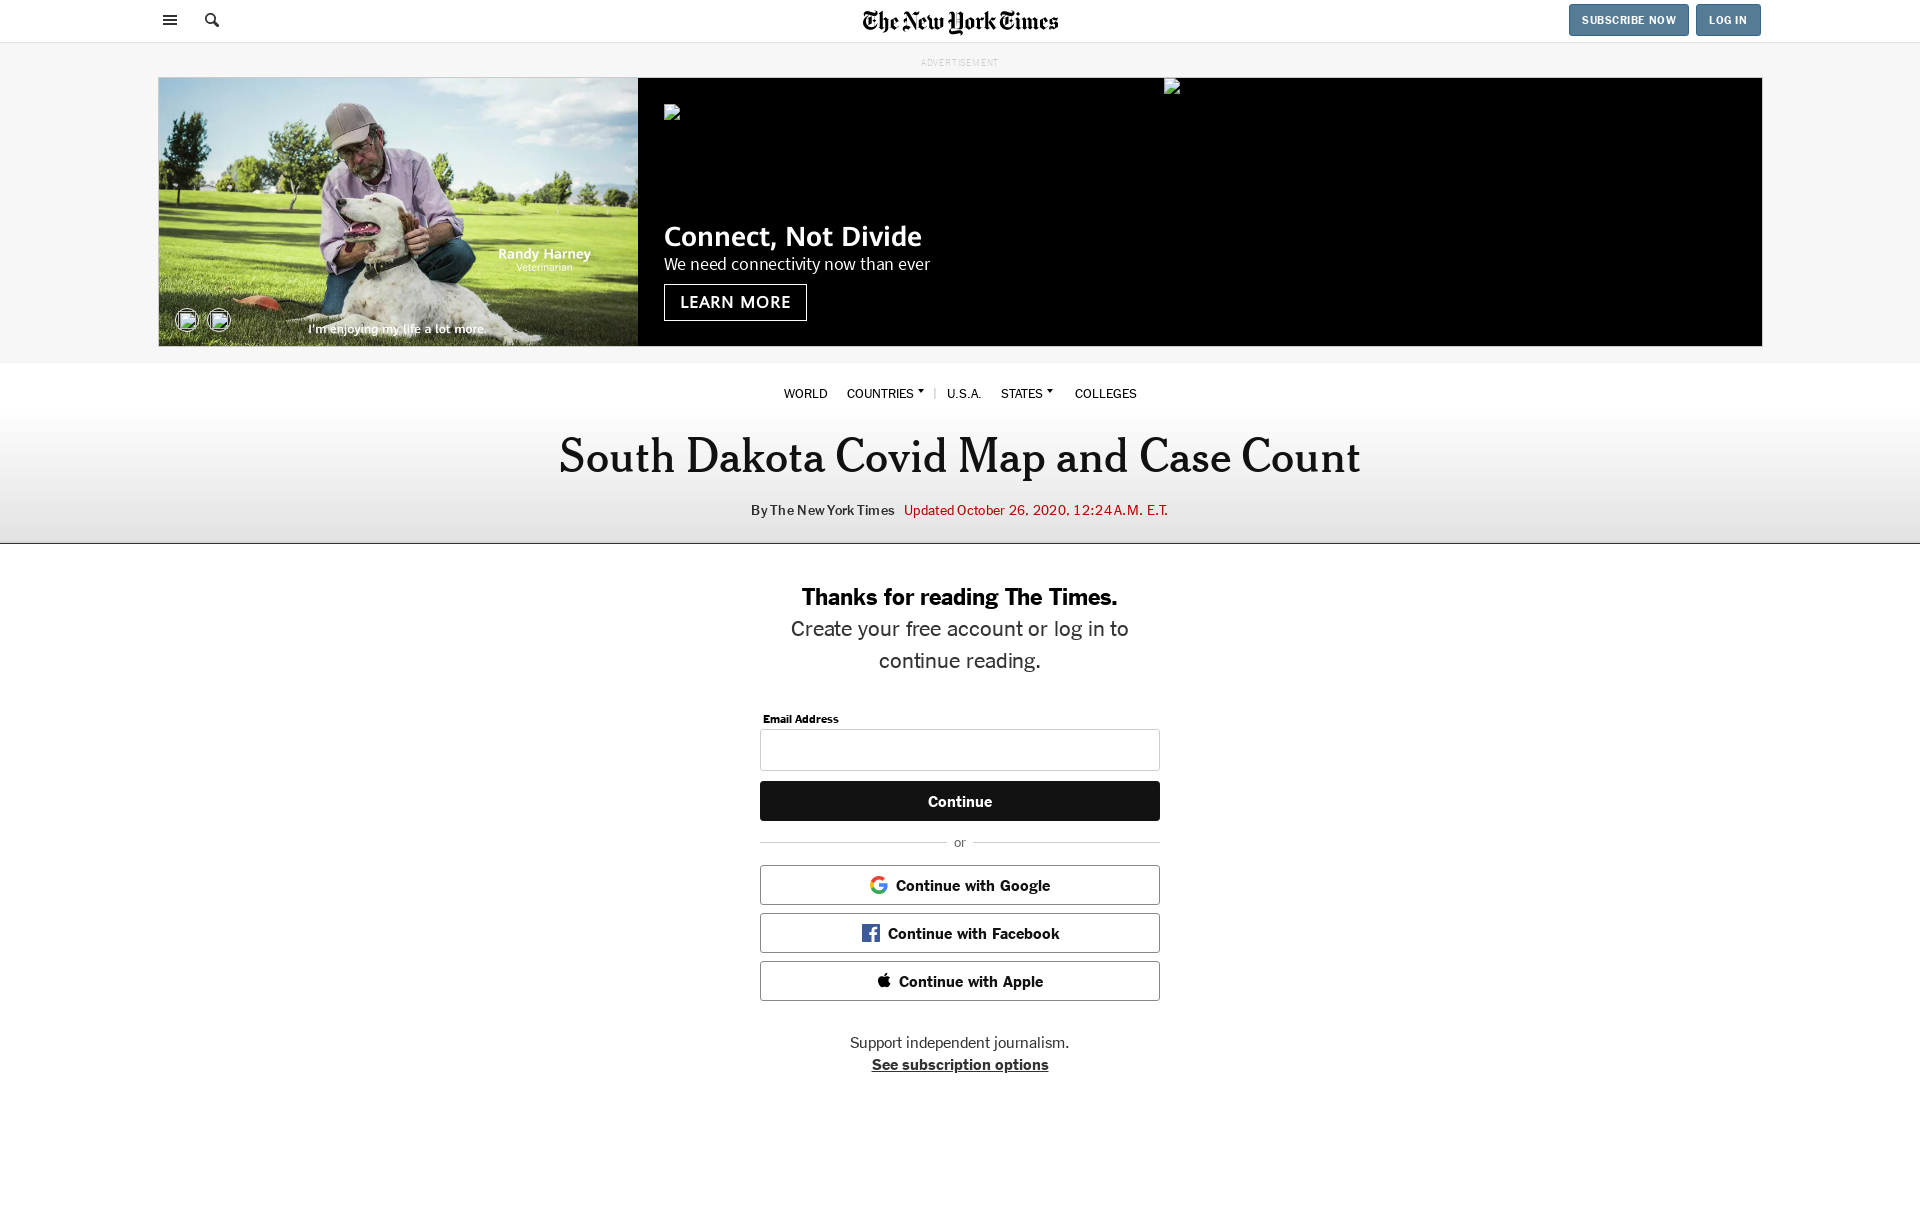 The New York Times
SUBSCRIBE NOW
LOG IN
ADVERTISEMENT
Randy Harney
Veterinarian
I'm enjoying my life a lot more.
Connect, Not Divide
We need connectivity now than ever
LEARN MORE
WORLD COUNTRIES | U.S.A. STATES COLLEGES
South Dakota Covid Map and Case Count
By The New York Times Updated October 26, 2020, 12:24 A.M. E.T.
Thanks for reading The Times.
Create your free account or log in to
continue reading.
Email Address
Continue
or
Continue with Google
Continue with Facebook
Continue with Apple
Support independent journalism.
See subscription options